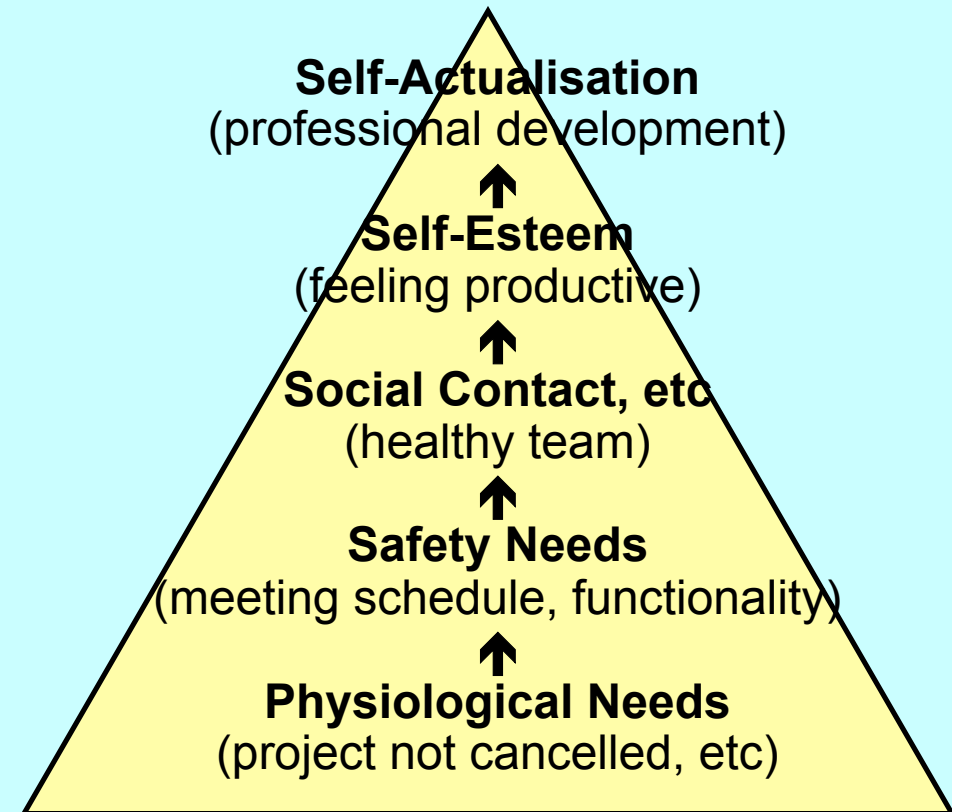 Self-Actualisation
(professional development)
Self-Esteem
(feeling productive)
Social Contact, etc
(healthy team)
Safety Needs
(meeting schedule, functionality)
Physiological Needs
(project not cancelled, etc)